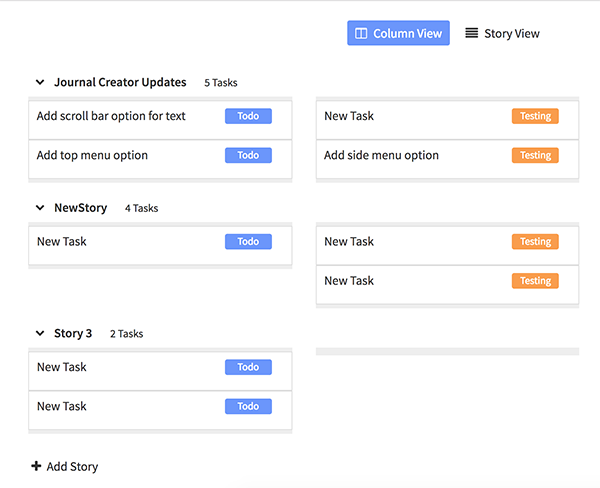 Column View Story View
Journal Creator Updates 5 Tasks
Add scroll bar option for text Todo New Task Testing
Add top menu option Todo Add side menu option Testing
NewStory 4 Tasks
New Task Todo New Task Testing
New Task Testing
Story 3 2 Tasks
New Task Todo
New Task Todo
Add Story